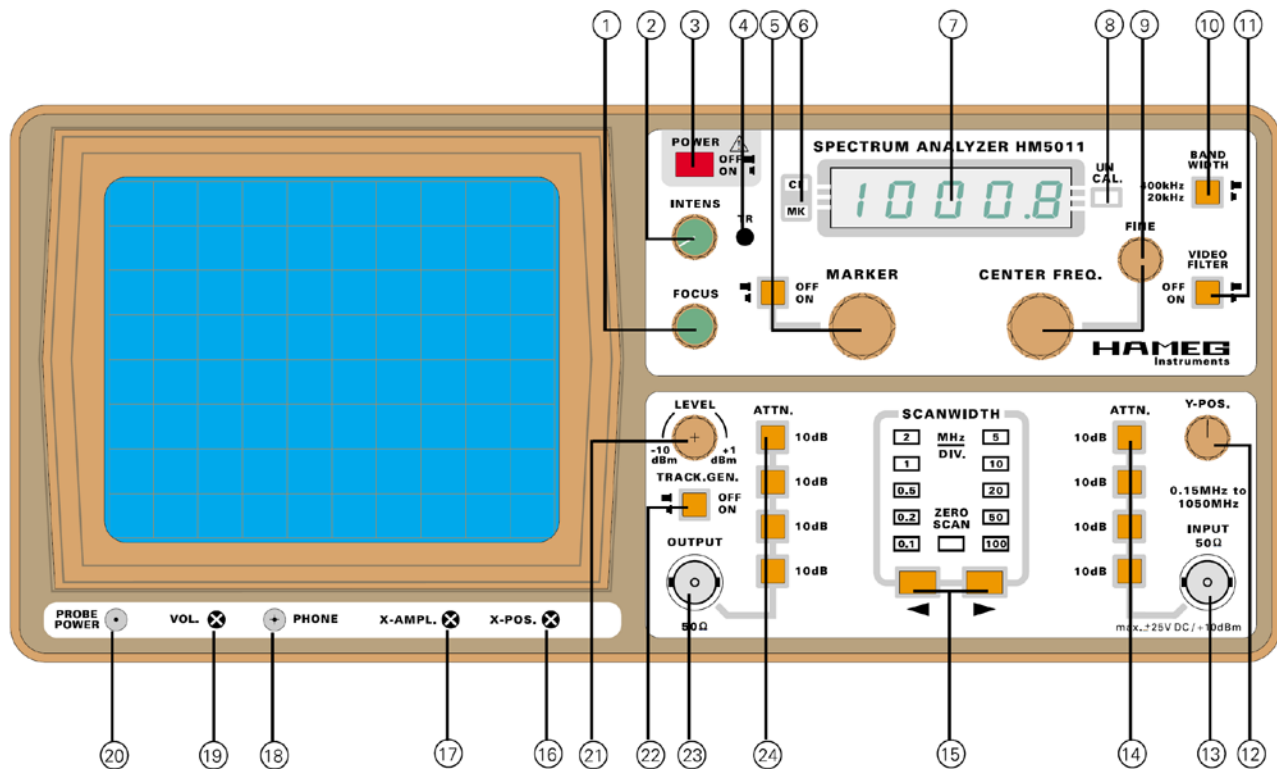 1 2 3 4 5 6 7 8 9 10 11
POWER
OFF
ON
SPECTRUM ANALYZER HM5011
UN
CAL.
BAND
WIDTH
400kHz
20kHz
MK
1000.8
INTENS
TR
FINE
VIDEO
FILTER
OFF
ON
MARKER
CENTER FREQ.
OFF
ON
FOCUS
HAMEG
Instruments
LEVEL
-10
dBm
+1
dBm
TRACK.GEN.
OFF
ON
OUTPUT
50Ω
ATTN.
10dB
10dB
10dB
10dB
SCANWIDTH
2 MHz 5
1 DIV. 10
0.5 20
0.2 ZERO 50
0.1 SCAN 100
◄ ►
ATTN.
10dB
10dB
10dB
10dB
Y-POS.
0.15MHz to
1050MHz
INPUT
50Ω
max. ±25V DC / +10dBm
PROBE
POWER
VOL.
PHONE
X-AMPL.
X-POS.
20 19 18 17 16 21 22 23 24 15 14 13 12